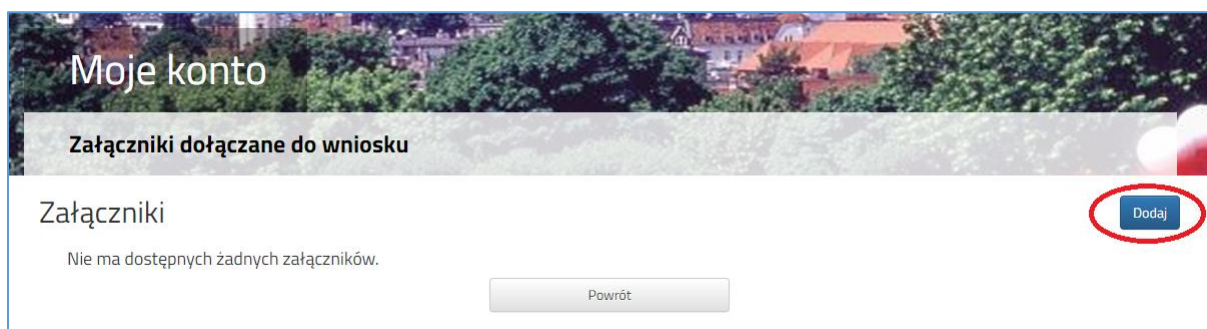 Moje konto
Załączniki dołączane do wniosku
Załączniki
Dodaj
Nie ma dostępnych żadnych załączników.
Powrót